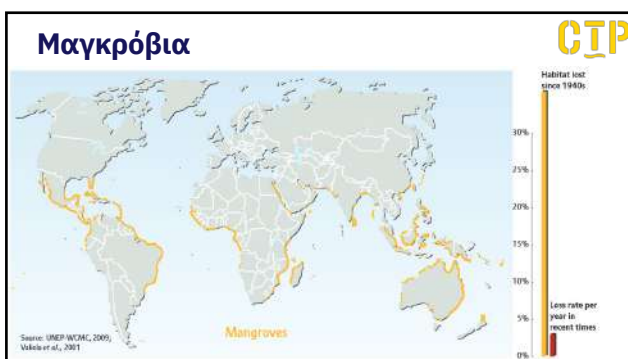 Μαγκρόβια
CTP
Habitat lost
since 1940s
30%
25%
20%
15%
10%
5%
0%
Loss rate per
year in
recent times
Mangroves
Source: UNEP-WCMC, 2009;
Valiela et al., 2001